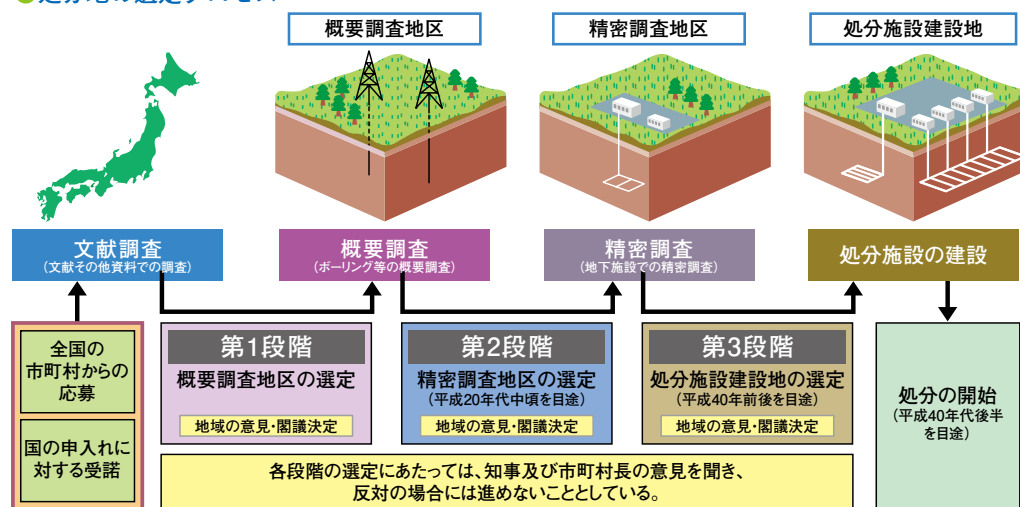 ●処分地の選定プロセス
概要調査地区
精密調査地区
処分施設建設地
文献調査
(文献その他資料での調査)
概要調査
(ボーリング等の概要調査)
精密調査
(地下施設での精密調査)
処分施設の建設
全国の
市町村からの
応募
国の申入れに
対する受諾
第1段階
概要調査地区の選定
地域の意見・閣議決定
第2段階
精密調査地区の選定
(平成20年代中頃を目途)
地域の意見・閣議決定
第3段階
処分施設建設地の選定
(平成40年前後を目途)
地域の意見・閣議決定
処分の開始
(平成40年代後半
を目途)
各段階の選定にあたっては、知事及び市町村長の意見を聞き、
反対の場合には進めないこととしている。